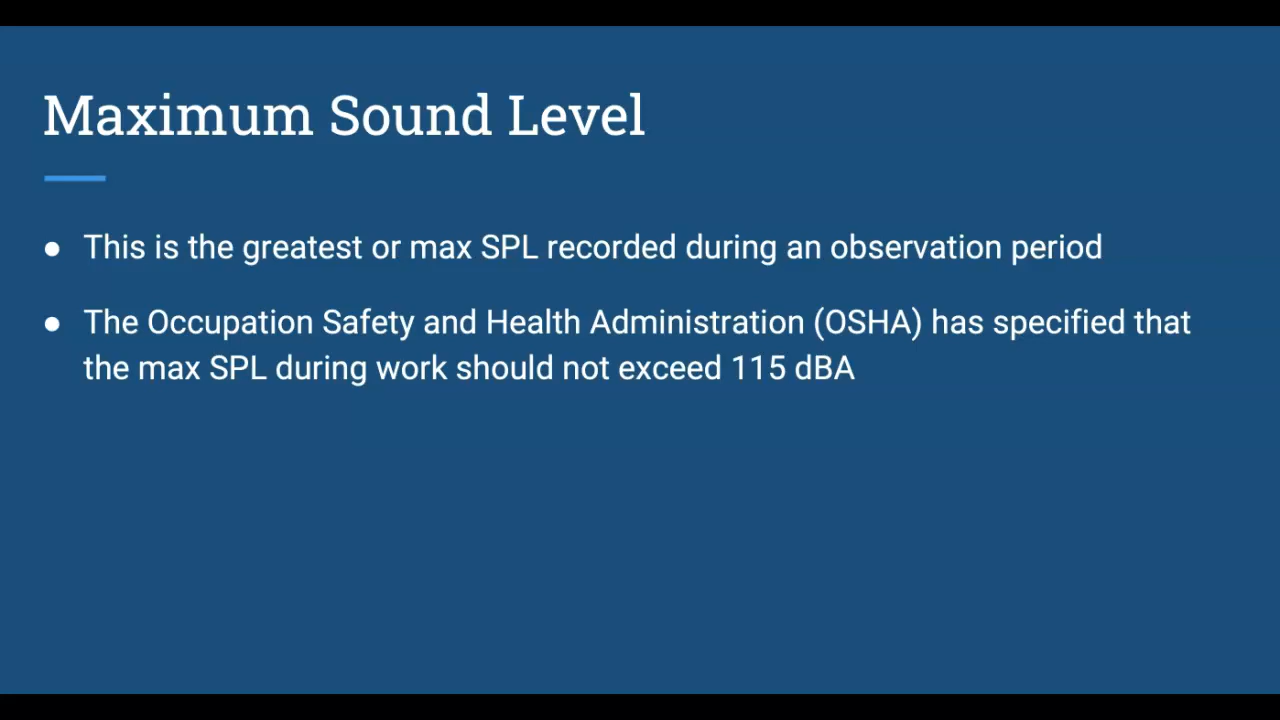 Maximum Sound Level
● This is the greatest or max SPL recorded during an observation period
● The Occupation Safety and Health Administration (OSHA) has specified that
the max SPL during work should not exceed 115 dBA